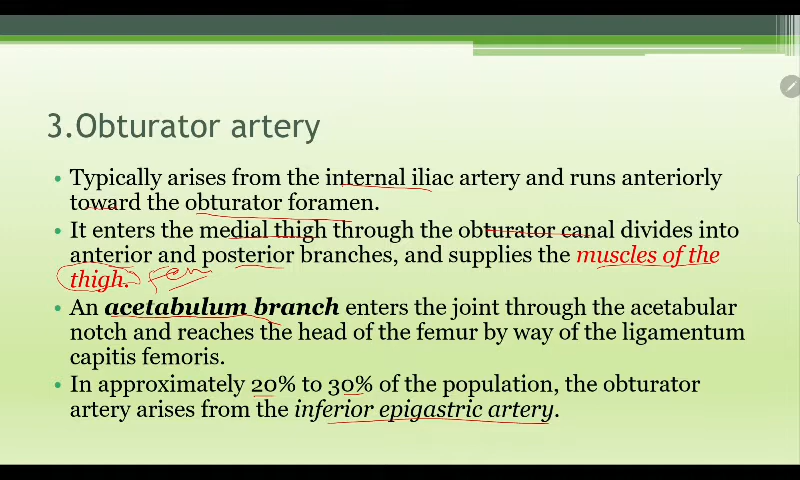 3.Obturator artery
• Typically arises from the internal iliac artery and runs anteriorly
toward the obturator foramen.
• It enters the medial thigh through the obturator canal divides into
anterior and posterior branches, and supplies the muscles of the
thigh. Fem
• An acetabulum branch enters the joint through the acetabular
notch and reaches the head of the femur by way of the ligamentum
capitis femoris.
• In approximately 20% to 30% of the population, the obturator
artery arises from the inferior epigastric artery.